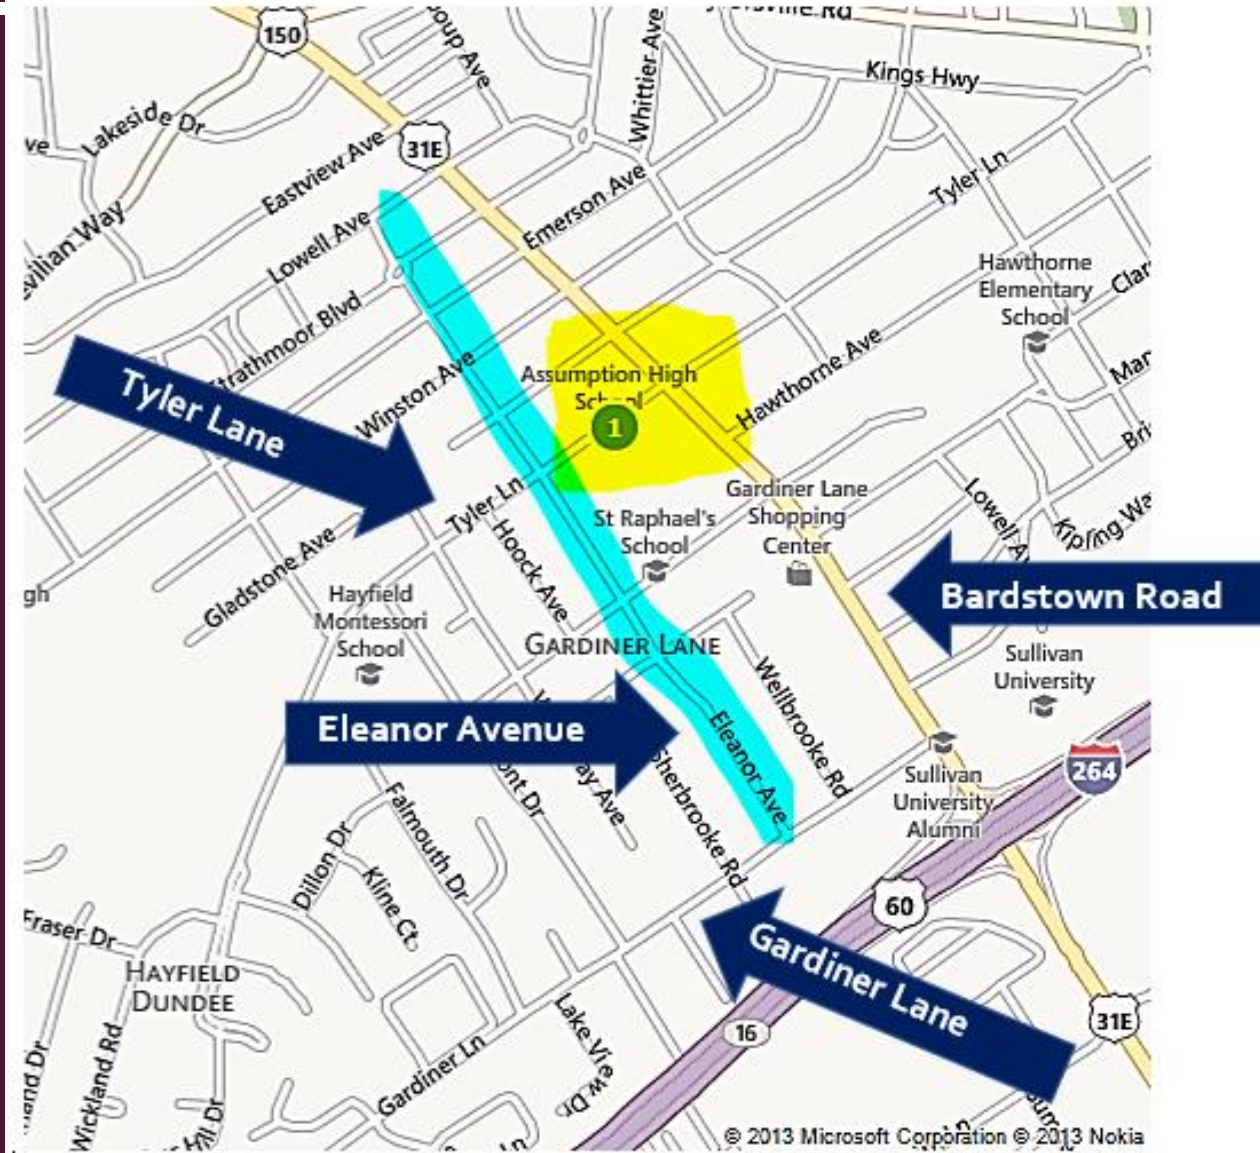 150
31E
Lakeside Dr
Whittier Ave
Kings Hwy
Eastview Ave
Emerson Ave
Tyler Ln
Lowell Ave
Hawthorne
Elementary
School
Strathmoor Blvd
Winston Ave
Hawthorne Ave
Assumption High
School
1
Tyler Lane
Tyler Ln
Gardiner Lane
Shopping
Center
St Raphael's
School
Hoock Ave
Gladstone Ave
Hayfield
Montessori
School
Bardstown Road
GARDINER LANE
Sullivan
University
Eleanor Avenue
Wellbrooke Rd
Eleanor Ave
Sherbrooke Rd
264
Sullivan
University
Alumni
Falmouth Dr
Dillon Dr
Kline Ct
60
Fraser Dr
HAYFIELD
DUNDEE
Gardiner Lane
31E
16
Lake View Dr
Gardiner Ln
Wickland Rd
© 2013 Microsoft Corporation © 2013 Nokia